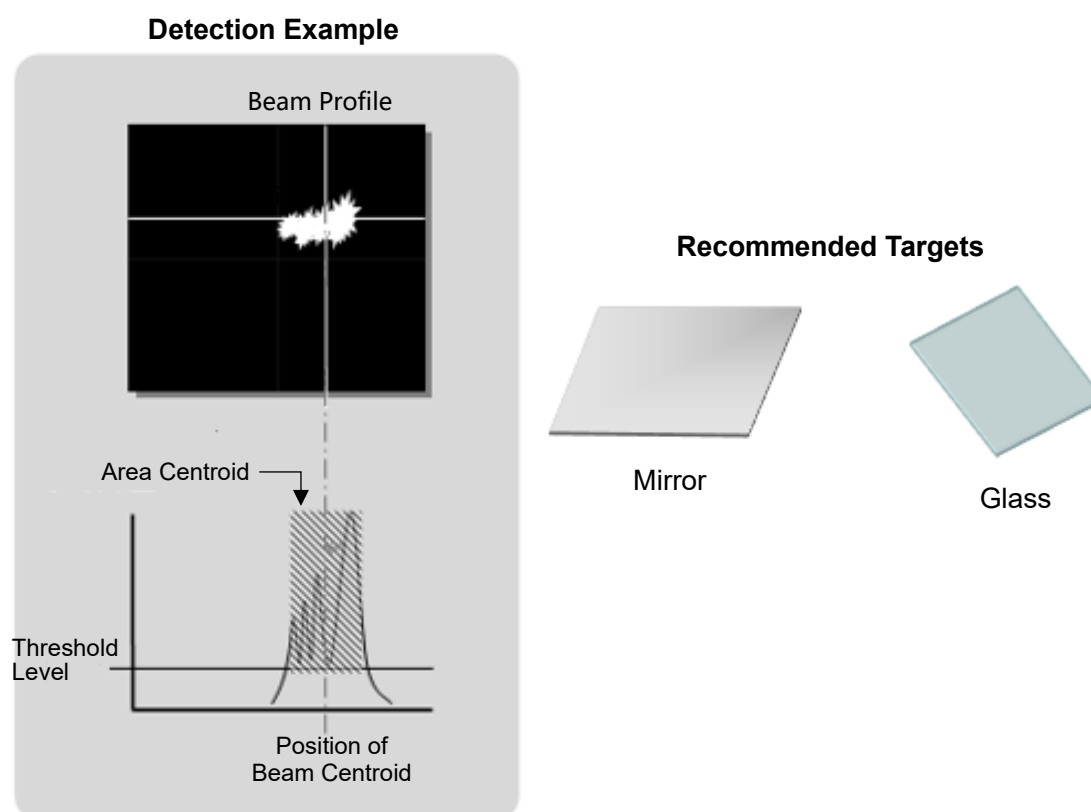 Detection Example
Beam Profile
Recommended Targets
Mirror
Glass
Area Centroid
Threshold
Level
Position of
Beam Centroid